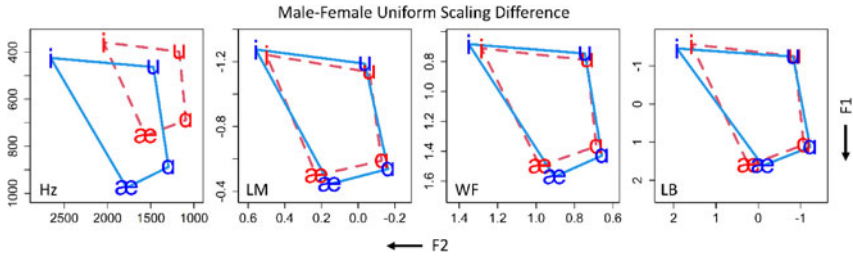 Male-Female Uniform Scaling Difference
400
600
800
1000
i
i
u
u
ɑ
ɑ
æ
æ
Hz
2500
2000
1500
1000
-1.2
-0.8
-0.4
i
i
u
u
ɑ
ɑ
æ
æ
LM
0.6
0.4
0.2
0.0
-0.2
0.6
0.8
1.0
1.2
1.4
1.6
i
i
u
u
ɑ
ɑ
æ
æ
WF
1.4
1.2
1.0
0.8
0.6
-1
0
1
2
i
i
u
u
ɑ
ɑ
æ
æ
LB
2
1
0
-1
F1
F2